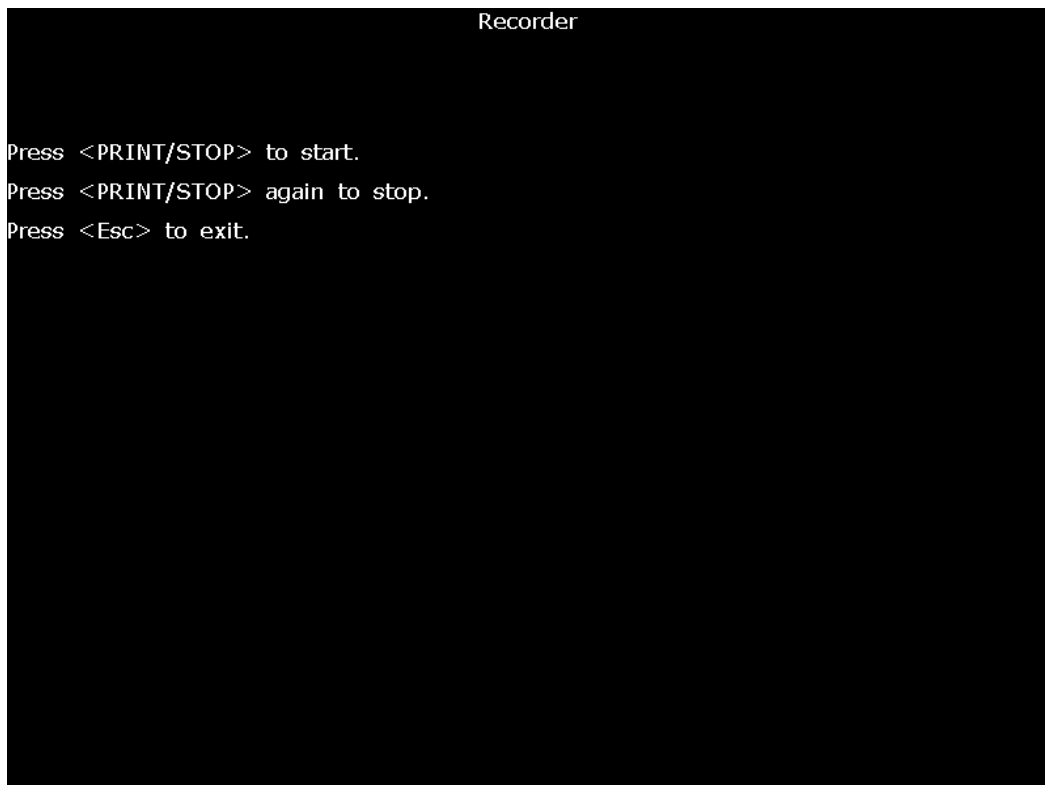 Recorder
Press <PRINT/STOP> to start.
Press <PRINT/STOP> again to stop.
Press <Esc> to exit.